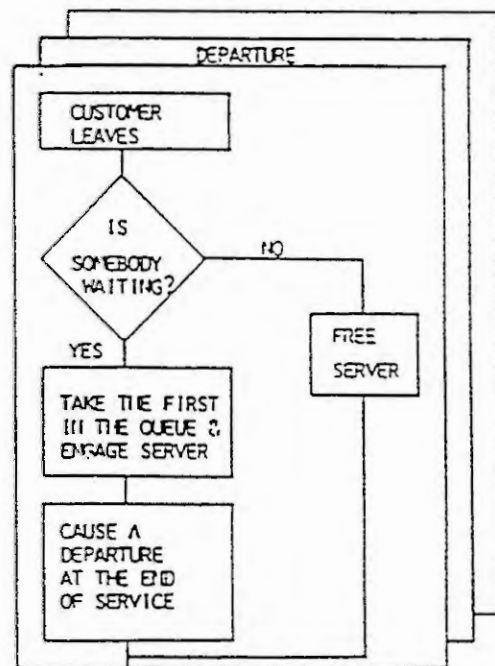 DEPARTURE
CUSTOMER
LEAVES
IS
SOMEBODY
WAITING?
NO
YES
FREE
SERVER
TAKE THE FIRST
IN THE QUEUE &
ENGAGE SERVER
CAUSE A
DEPARTURE
AT THE END
OF SERVICE